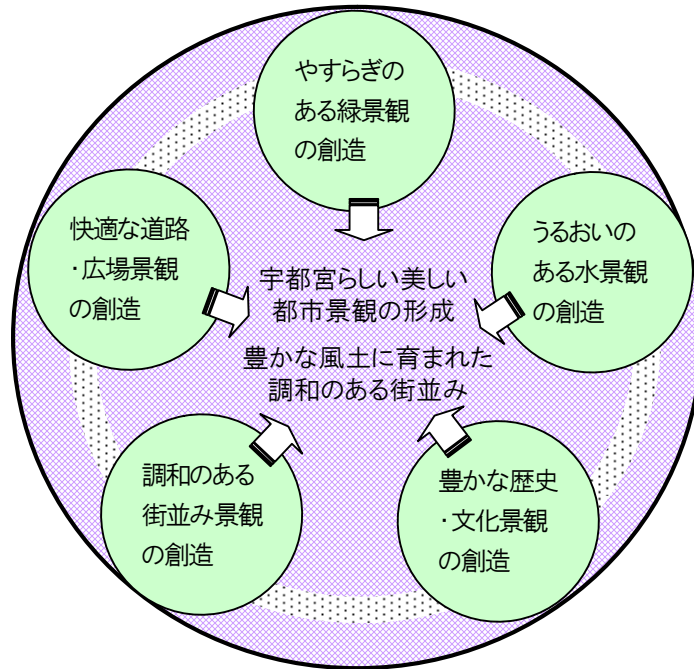 やすらぎの
ある緑景観
の創造
快適な道路
・広場景観
の創造
うるおいの
ある水景観
の創造
宇都宮らしい美しい
都市景観の形成
豊かな風土に育まれた
調和のある街並み
調和のある
街並み景観
の創造
豊かな歴史
・文化景観
の創造